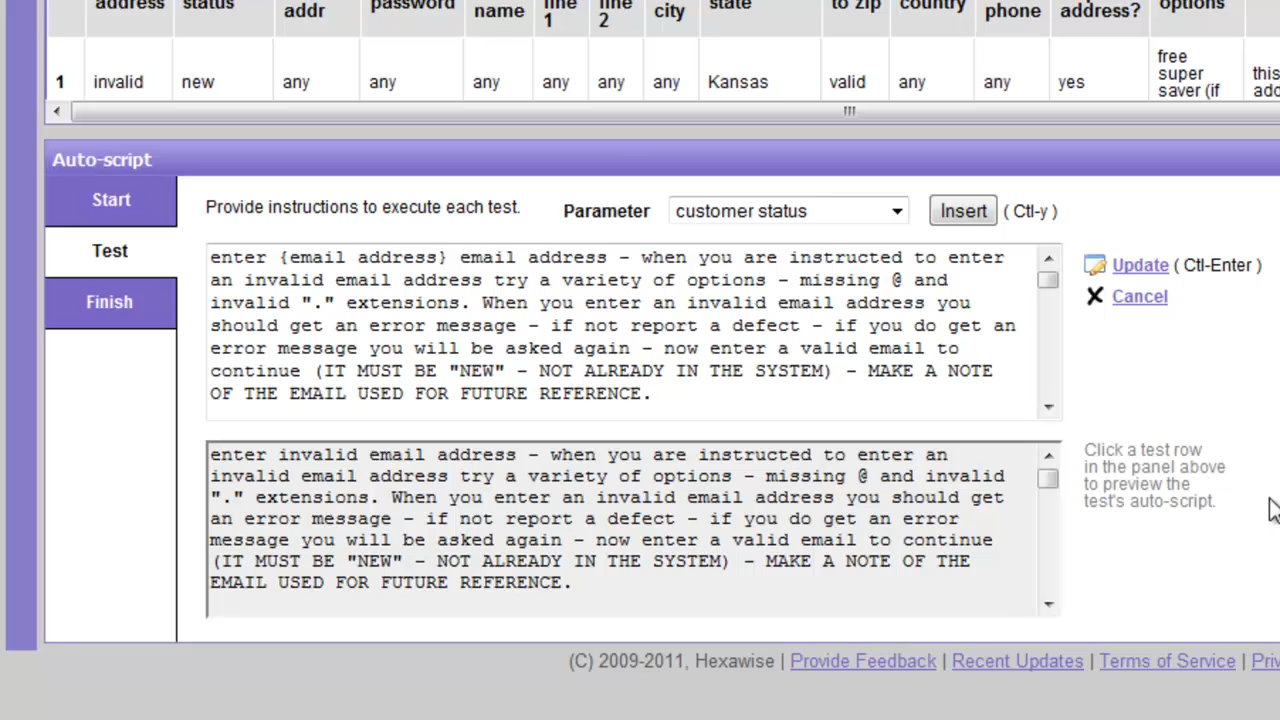 address status addr password name line 1 line 2 city state to zip country phone address? options
1 invalid new any any any any any any Kansas valid any any yes free super saver (if
Auto-script
Start
Provide instructions to execute each test. Parameter customer status Insert ( Ctl-y )
Test
Finish
enter {email address} email address - when you are instructed to enter
an invalid email address try a variety of options - missing @ and
invalid "." extensions. When you enter an invalid email address you
should get an error message - if not report a defect - if you do get an
error message you will be asked again - now enter a valid email to
continue (IT MUST BE "NEW" - NOT ALREADY IN THE SYSTEM) - MAKE A NOTE
OF THE EMAIL USED FOR FUTURE REFERENCE.
Update ( Ctl-Enter )
Cancel
enter invalid email address - when you are instructed to enter an
invalid email address try a variety of options - missing @ and invalid
"." extensions. When you enter an invalid email address you should get
an error message - if not report a defect - if you do get an error
message you will be asked again - now enter a valid email to continue
(IT MUST BE "NEW" - NOT ALREADY IN THE SYSTEM) - MAKE A NOTE OF THE
EMAIL USED FOR FUTURE REFERENCE.
Click a test row
in the panel above
to preview the
test's auto-script.
(C) 2009-2011, Hexawise | Provide Feedback | Recent Updates | Terms of Service |